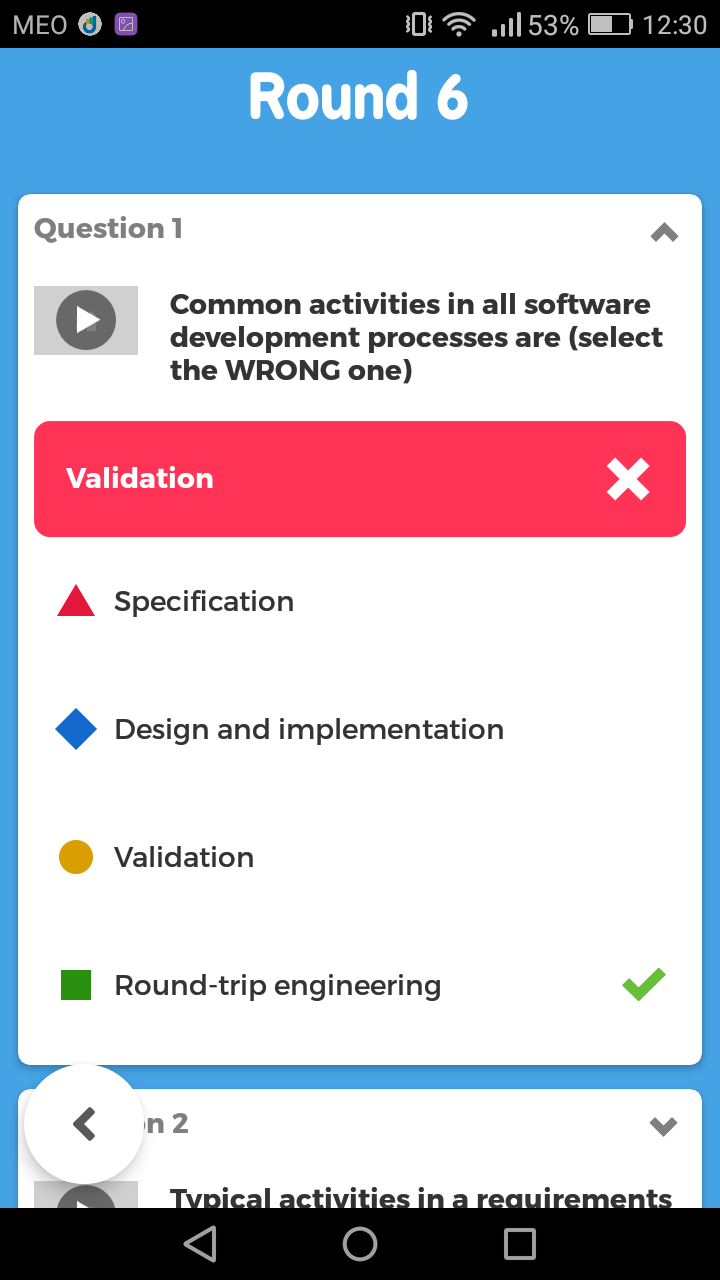 MEO 53% 12:30
Round 6
Question 1
Common activities in all software
development processes are (select
the WRONG one)
Validation
Specification
Design and implementation
Validation
Round-trip engineering
n 2
Typical activities in a requirements